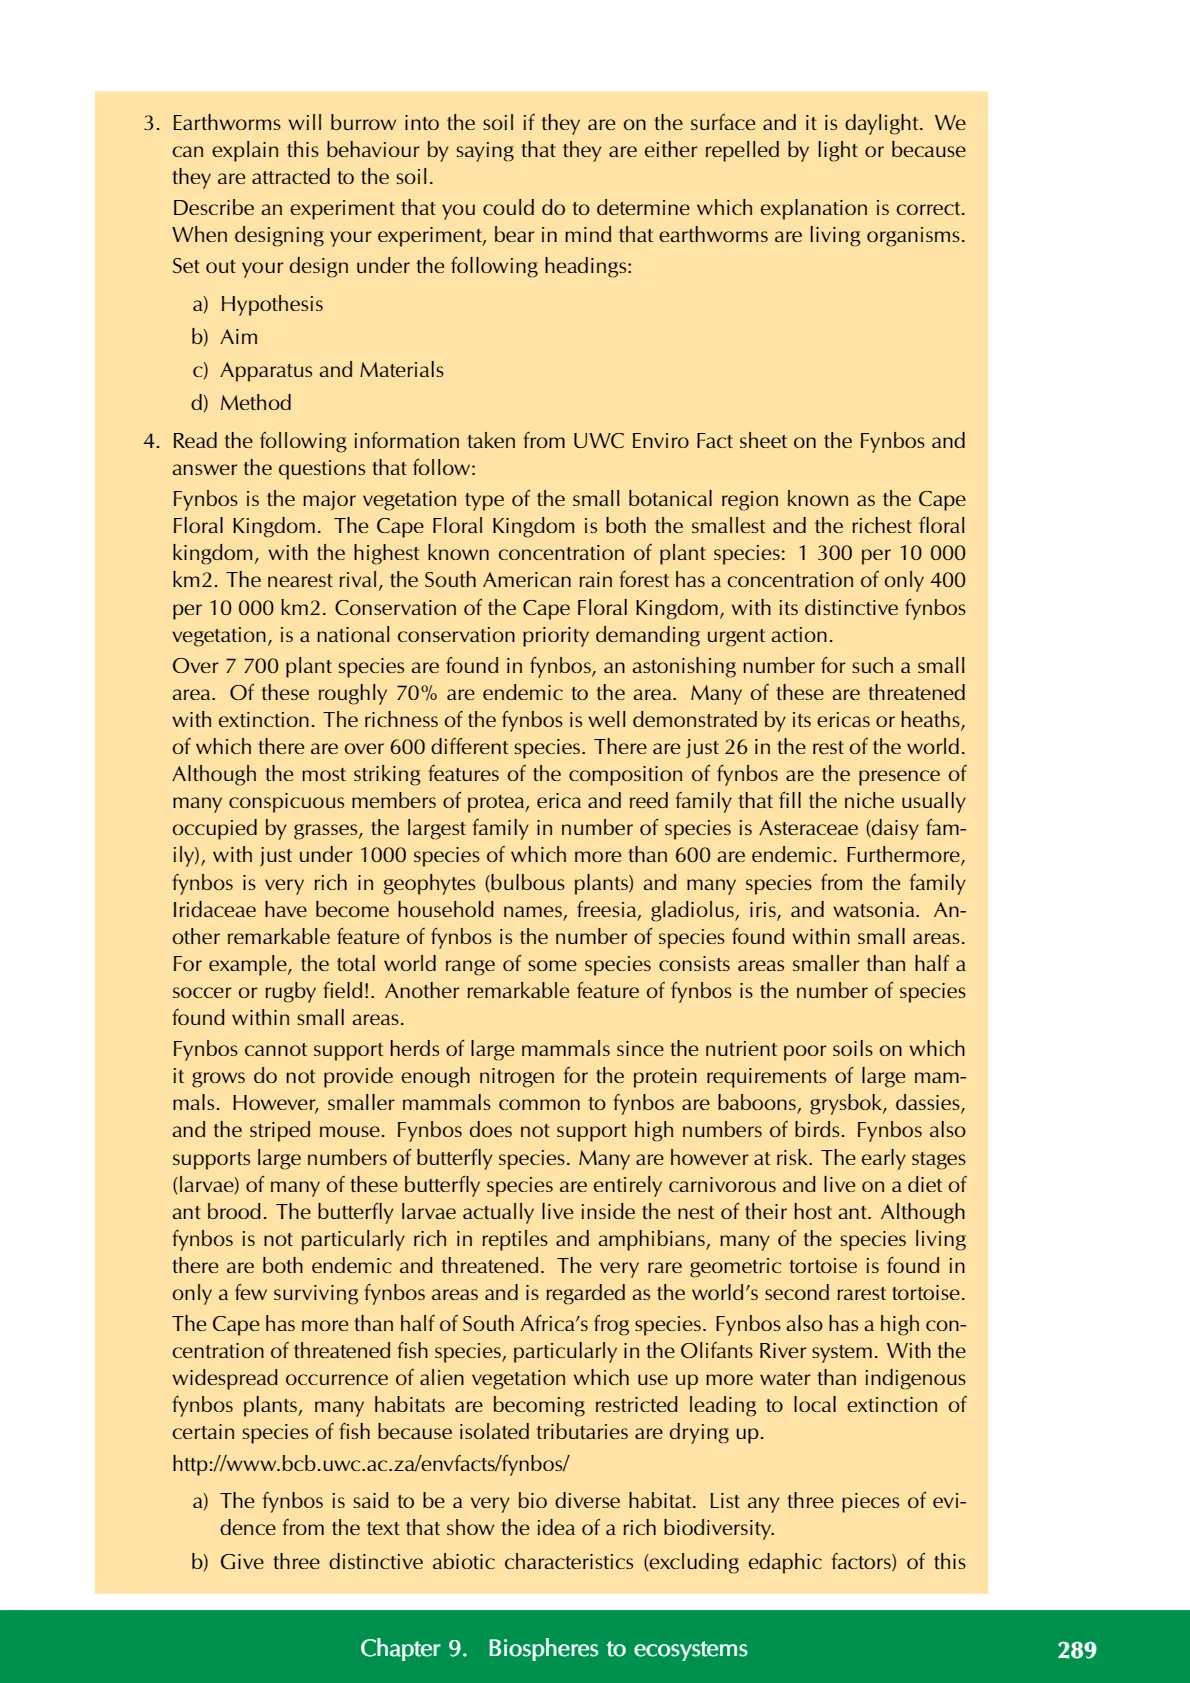 3. Earthworms will burrow into the soil if they are on the surface and it is daylight. We
can explain this behaviour by saying that they are either repelled by light or because
they are attracted to the soil.
Describe an experiment that you could do to determine which explanation is correct.
When designing your experiment, bear in mind that earthworms are living organisms.
Set out your design under the following headings:
a) Hypothesis
b) Aim
c) Apparatus and Materials
d) Method
4. Read the following information taken from UWC Enviro Fact sheet on the Fynbos and
answer the questions that follow:
Fynbos is the major vegetation type of the small botanical region known as the Cape
Floral Kingdom. The Cape Floral Kingdom is both the smallest and the richest floral
kingdom, with the highest known concentration of plant species: 1 300 per 10 000
km2. The nearest rival, the South American rain forest has a concentration of only 400
per 10 000 km2. Conservation of the Cape Floral Kingdom, with its distinctive fynbos
vegetation, is a national conservation priority demanding urgent action.
Over 7 700 plant species are found in fynbos, an astonishing number for such a small
area. Of these roughly 70% are endemic to the area. Many of these are threatened
with extinction. The richness of the fynbos is well demonstrated by its ericas or heaths,
of which there are over 600 different species. There are just 26 in the rest of the world.
Although the most striking features of the composition of fynbos are the presence of
many conspicuous members of protea, erica and reed family that fill the niche usually
occupied by grasses, the largest family in number of species is Asteraceae (daisy fam-
ily), with just under 1000 species of which more than 600 are endemic. Furthermore,
fynbos is very rich in geophytes (bulbous plants) and many species from the family
Iridaceae have become household names, freesia, gladiolus, iris, and watsonia. An-
other remarkable feature of fynbos is the number of species found within small areas.
For example, the total world range of some species consists areas smaller than half a
soccer or rugby field!. Another remarkable feature of fynbos is the number of species
found within small areas.
Fynbos cannot support herds of large mammals since the nutrient poor soils on which
it grows do not provide enough nitrogen for the protein requirements of large mam-
mals. However, smaller mammals common to fynbos are baboons, grysbok, dassies,
and the striped mouse. Fynbos does not support high numbers of birds. Fynbos also
supports large numbers of butterfly species. Many are however at risk. The early stages
(larvae) of many of these butterfly species are entirely carnivorous and live on a diet of
ant brood. The butterfly larvae actually live inside the nest of their host ant. Although
fynbos is not particularly rich in reptiles and amphibians, many of the species living
there are both endemic and threatened. The very rare geometric tortoise is found in
only a few surviving fynbos areas and is regarded as the world's second rarest tortoise.
The Cape has more than half of South Africa's frog species. Fynbos also has a high con-
centration of threatened fish species, particularly in the Olifants River system. With the
widespread occurrence of alien vegetation which use up more water than indigenous
fynbos plants, many habitats are becoming restricted leading to local extinction of
certain species of fish because isolated tributaries are drying up.
http://www.bcb.uwc.ac.za/envfacts/fynbos/
a) The fynbos is said to be a very bio diverse habitat. List any three pieces of evi-
dence from the text that show the idea of a rich biodiversity.
b) Give three distinctive abiotic characteristics (excluding edaphic factors) of this
Chapter 9. Biospheres to ecosystems
289